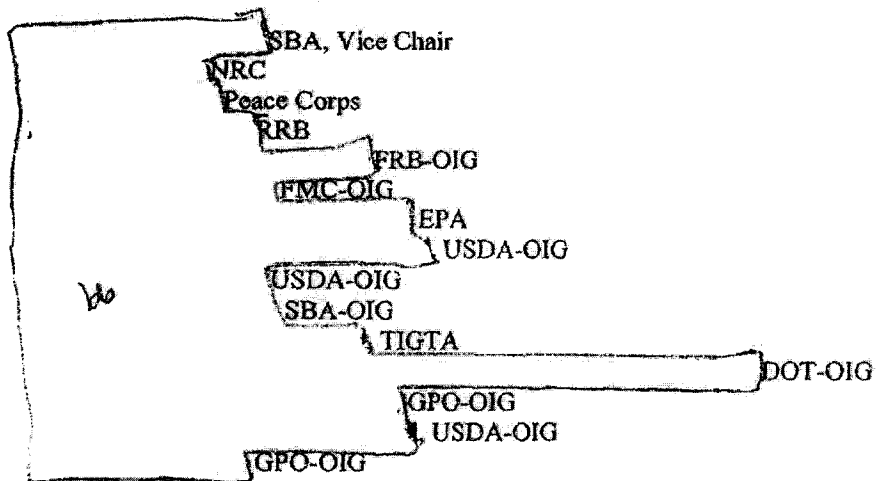 SBA, Vice Chair
NRC
Peace Corps
RRB
FRB-OIG
FMC-OIG
EPA
USDA-OIG
USDA-OIG
SBA-OIG
b6
TIGTA
DOT-OIG
GPO-OIG
USDA-OIG
GPO-OIG